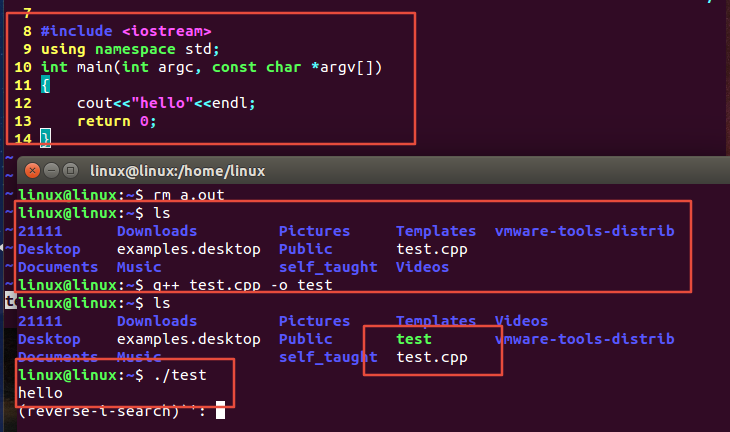 7
8 #include <iostream>
9 using namespace std;
10 int main(int argc, const char *argv[])
11 {
12     cout<<"hello"<<endl;
13     return 0;
14 }
~
linux@linux:/home/linux
~ linux@linux:~$ rm a.out
~ linux@linux:~$ ls
~ 21111 Downloads Pictures Templates vmware-tools-distrib
~ Desktop examples.desktop Public test.cpp
~ Documents Music self_taught Videos
~ linux@linux:~$ g++ test.cpp -o test
t linux@linux:~$ ls
21111 Downloads Pictures Templates Videos
Desktop examples.desktop Public test vmware-tools-distrib
Documents Music self_taught test.cpp
linux@linux:~$ ./test
hello
(reverse-i-search)`':